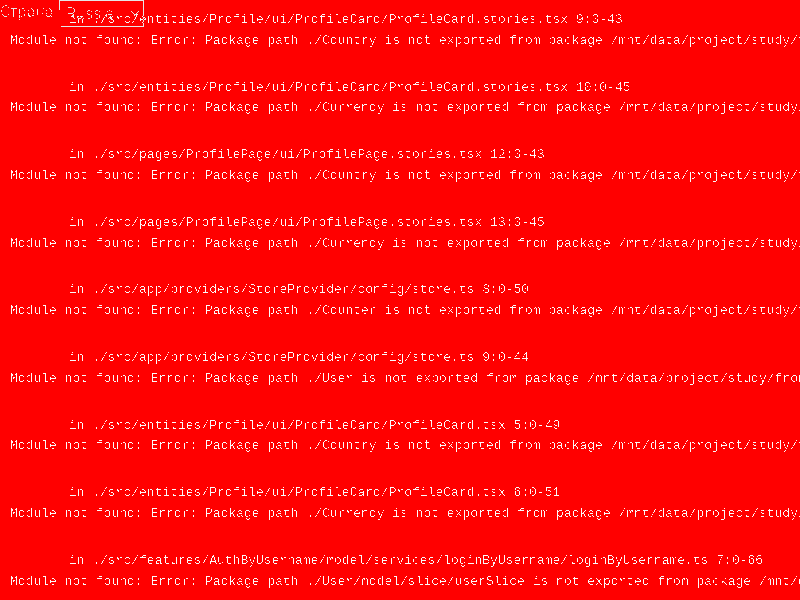 Страна Russia
in ./src/entities/Profile/ui/ProfileCard/ProfileCard.stories.tsx 9:0-43
Module not found: Error: Package path ./Country is not exported from package /mnt/data/project/study/
in ./src/entities/Profile/ui/ProfileCard/ProfileCard.stories.tsx 10:0-45
Module not found: Error: Package path ./Currency is not exported from package /mnt/data/project/study
in ./src/pages/ProfilePage/ui/ProfilePage.stories.tsx 12:0-43
Module not found: Error: Package path ./Country is not exported from package /mnt/data/project/study/
in ./src/pages/ProfilePage/ui/ProfilePage.stories.tsx 13:0-45
Module not found: Error: Package path ./Currency is not exported from package /mnt/data/project/study
in ./src/app/providers/StoreProvider/config/store.ts 8:0-50
Module not found: Error: Package path ./Counter is not exported from package /mnt/data/project/study/
in ./src/app/providers/StoreProvider/config/store.ts 9:0-44
Module not found: Error: Package path ./User is not exported from package /mnt/data/project/study/fron
in ./src/entities/Profile/ui/ProfileCard/ProfileCard.tsx 5:0-49
Module not found: Error: Package path ./Country is not exported from package /mnt/data/project/study/
in ./src/entities/Profile/ui/ProfileCard/ProfileCard.tsx 6:0-51
Module not found: Error: Package path ./Currency is not exported from package /mnt/data/project/study
in ./src/features/AuthByUsername/model/services/loginByUsername/loginByUsername.ts 7:0-66
Module not found: Error: Package path ./User/model/slice/userSlice is not exported from package /mnt/